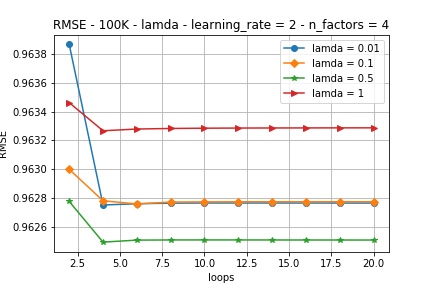 RMSE - 100K - lamda - learning_rate = 2 - n_factors = 4
lamda = 0.01
lamda = 0.1
lamda = 0.5
lamda = 1
0.9638
0.9636
0.9634
0.9632
0.9630
0.9628
0.9626
RMSE
2.5 5.0 7.5 10.0 12.5 15.0 17.5 20.0
loops